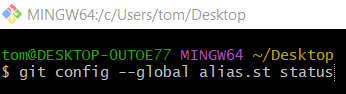 MINGW64:/c/Users/tom/Desktop
tom@DESKTOP-OUTOE77 MINGW64 ~/Desktop
$ git config --global alias.st status